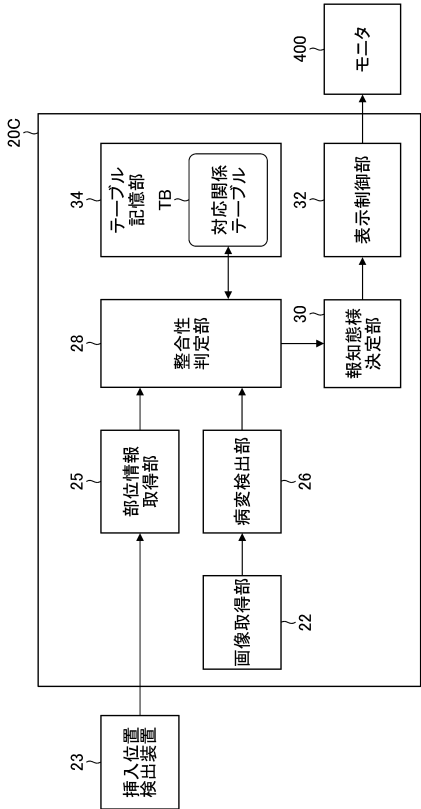 20C
23
挿入位置
検出装置
25
部位情報
取得部
22
画像取得部
26
病変検出部
28
整合性
判定部
34
テーブル
記憶部
TB
対応関係
テーブル
30
報知態様
決定部
32
表示制御部
400
モニタ